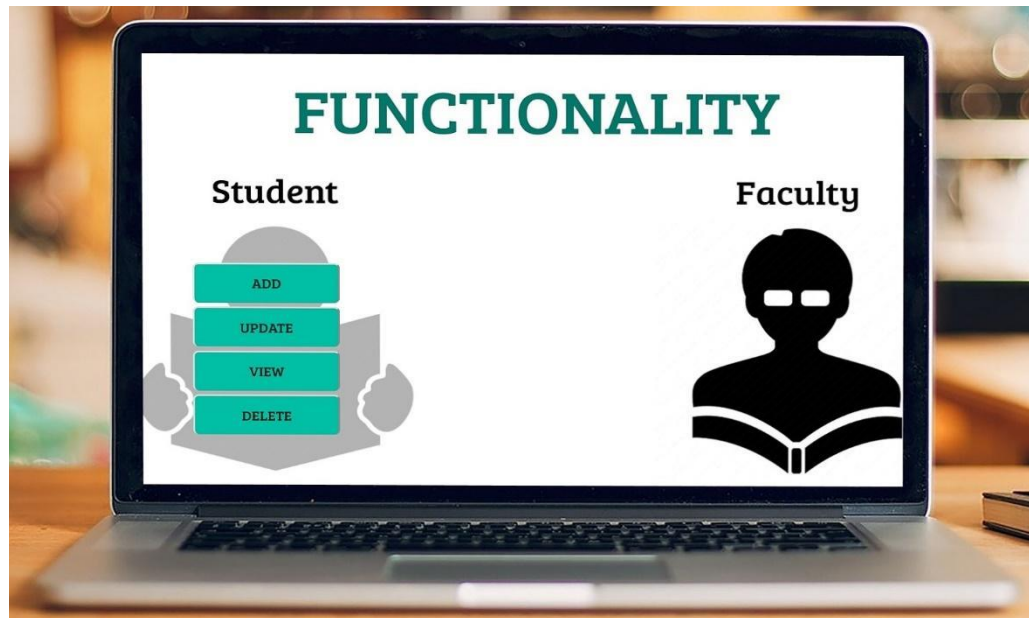 FUNCTIONALITY
Student
Faculty
ADD
UPDATE
VIEW
DELETE